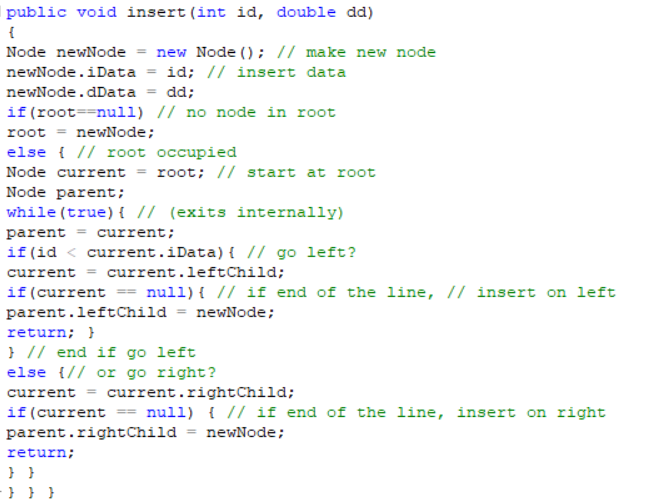 public void insert(int id, double dd)
{
Node newNode = new Node(); // make new node
newNode.iData = id; // insert data
newNode.dData = dd;
if(root==null) // no node in root
root = newNode;
else { // root occupied
Node current = root; // start at root
Node parent;
while(true){ // (exits internally)
parent = current;
if(id < current.iData){ // go left?
current = current.leftChild;
if(current == null){ // if end of the line, // insert on left
parent.leftChild = newNode;
return; }
} // end if go left
else {// or go right?
current = current.rightChild;
if(current == null) { // if end of the line, insert on right
parent.rightChild = newNode;
return;
} }
} } }